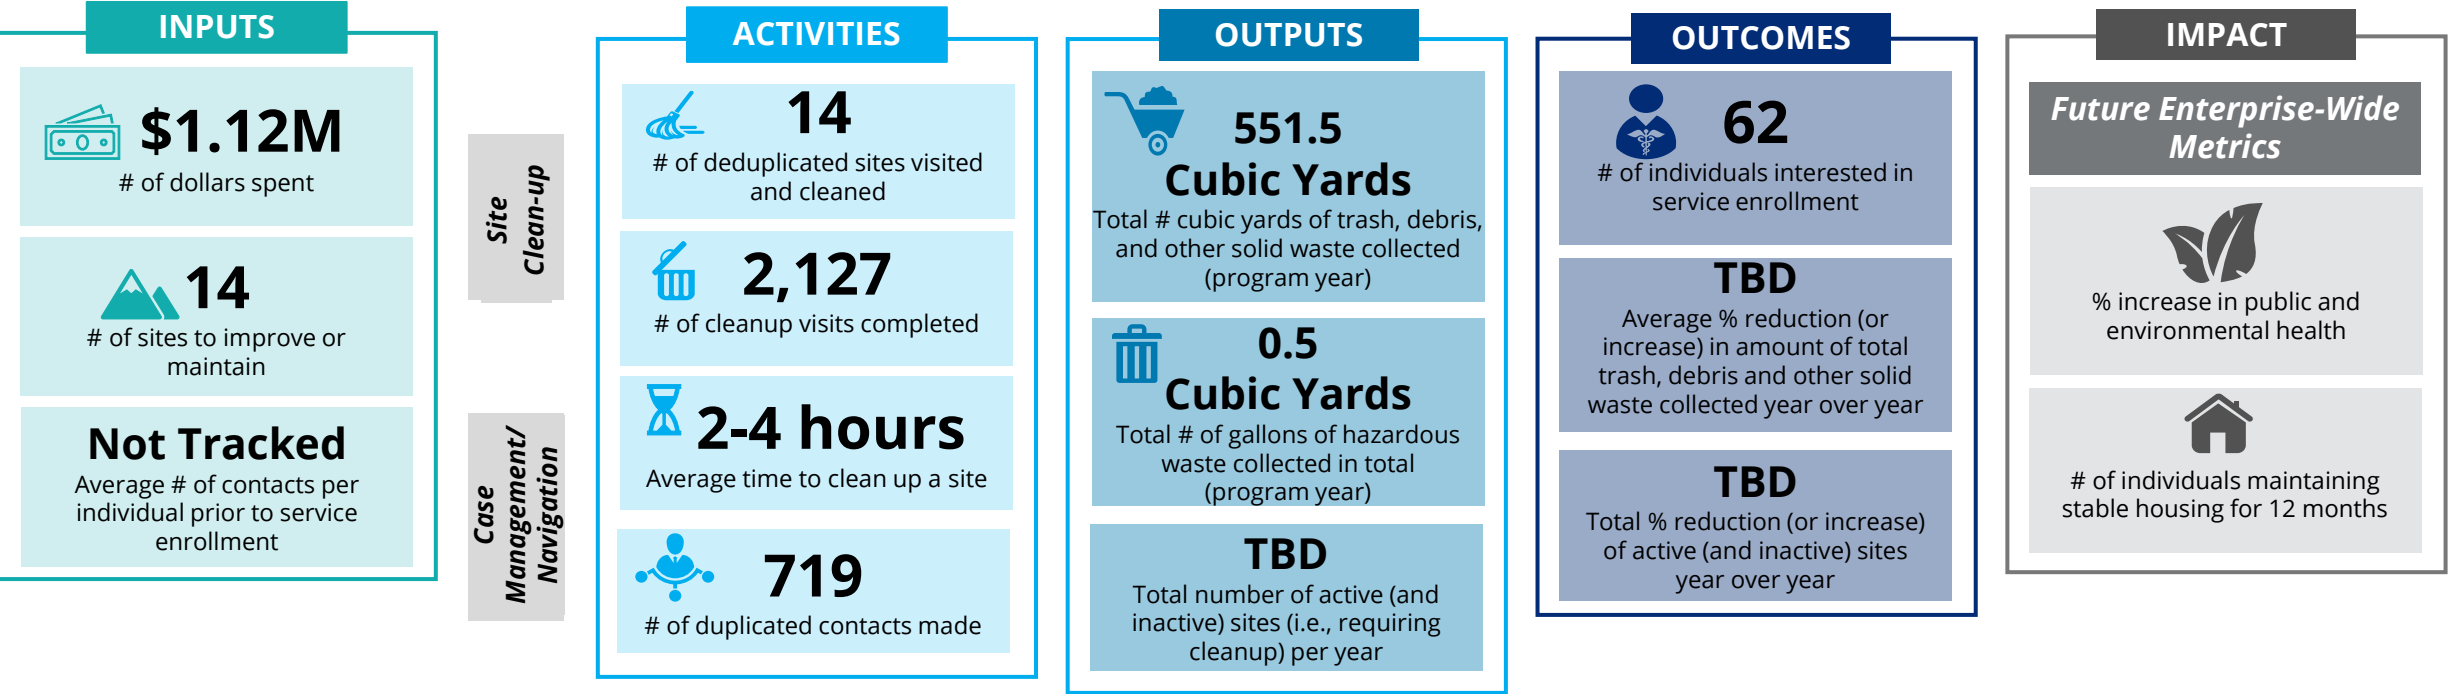 INPUTS
$1.12M
# of dollars spent
14
# of sites to improve or
maintain
Not Tracked
Average # of contacts per
individual prior to service
enrollment
Site
Clean-up
Case
Management/
Navigation
ACTIVITIES
14
# of deduplicated sites visited
and cleaned
2,127
# of cleanup visits completed
2-4 hours
Average time to clean up a site
719
# of duplicated contacts made
OUTPUTS
551.5
Cubic Yards
Total # cubic yards of trash, debris,
and other solid waste collected
(program year)
0.5
Cubic Yards
Total # of gallons of hazardous
waste collected in total
(program year)
TBD
Total number of active (and
inactive) sites (i.e., requiring
cleanup) per year
OUTCOMES
62
# of individuals interested in
service enrollment
TBD
Average % reduction (or
increase) in amount of total
trash, debris and other solid
waste collected year over year
TBD
Total % reduction (or increase)
of active (and inactive) sites
year over year
IMPACT
Future Enterprise-Wide
Metrics
% increase in public and
environmental health
# of individuals maintaining
stable housing for 12 months